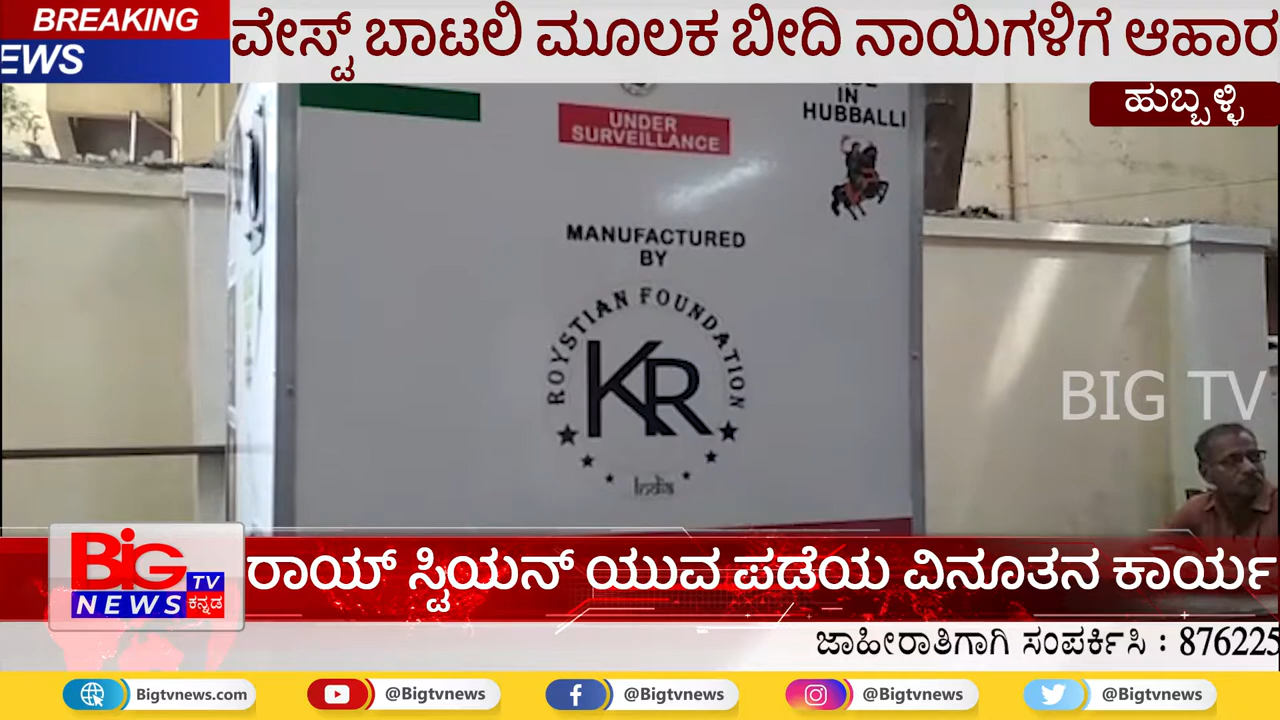 BREAKING
EWS
ವೇಸ್ಟ್ ಬಾಟಲಿ ಮೂಲಕ ಬೀದಿ ನಾಯಿಗಳಿಗೆ ಆಹಾರ
ಹುಬ್ಬಳ್ಳಿ
IN
HUBBALLI
UNDER
SURVEILLANCE
MANUFACTURED
BY
ROYSTIAN FOUNDATION
KR
India
BIG TV
BIG
TV
NEWS ಕನ್ನಡ
ರಾಯ್ ಸ್ಟಿಯನ್ ಯುವ ಪಡೆಯ ವಿನೂತನ ಕಾರ್ಯ
ಜಾಹೀರಾತಿಗಾಗಿ ಸಂಪರ್ಕಿಸಿ : 876225
Bigtvnews.com
@Bigtvnews
@Bigtvnews
@Bigtvnews
@Bigtvnews